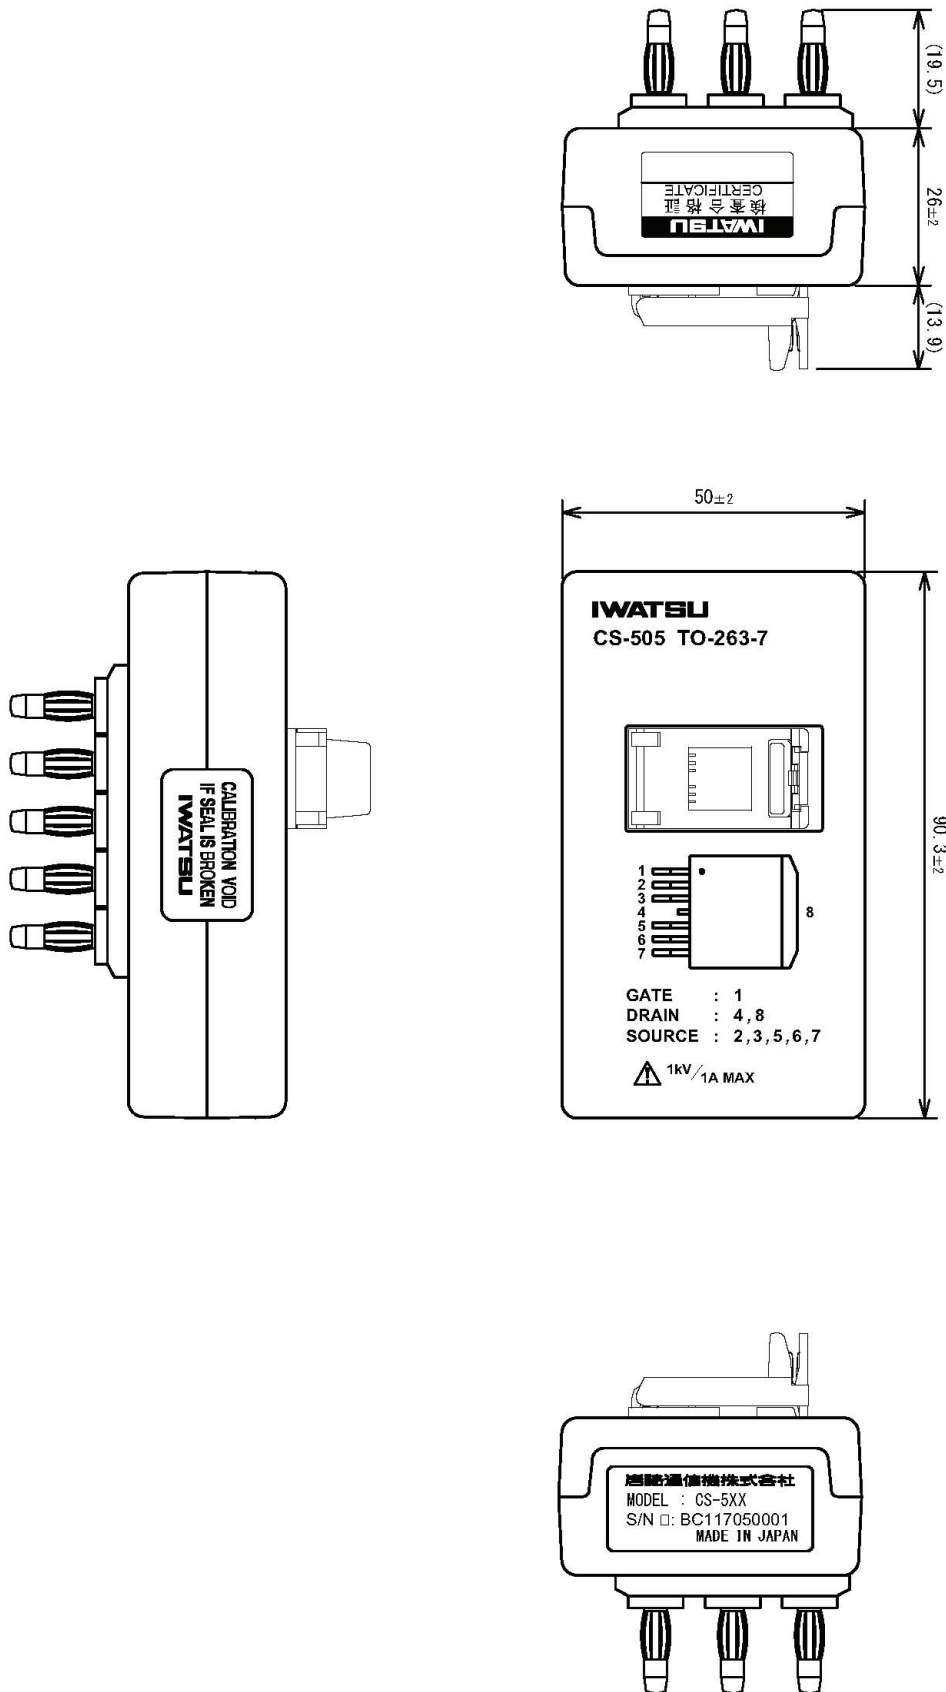 (19.5)
26±2
(13.9)
IWATSU
検査合格証
CERTIFICATE
50±2
90.3±2
IWATSU
CS-505 TO-263-7
1
2
3
4
5
6
7
8
GATE : 1
DRAIN : 4,8
SOURCE : 2,3,5,6,7
1kV/1A MAX
CALIBRATION VOID
IF SEAL IS BROKEN
IWATSU
岩崎通信機株式会社
MODEL : CS-5XX
S/N □: BC117050001
MADE IN JAPAN